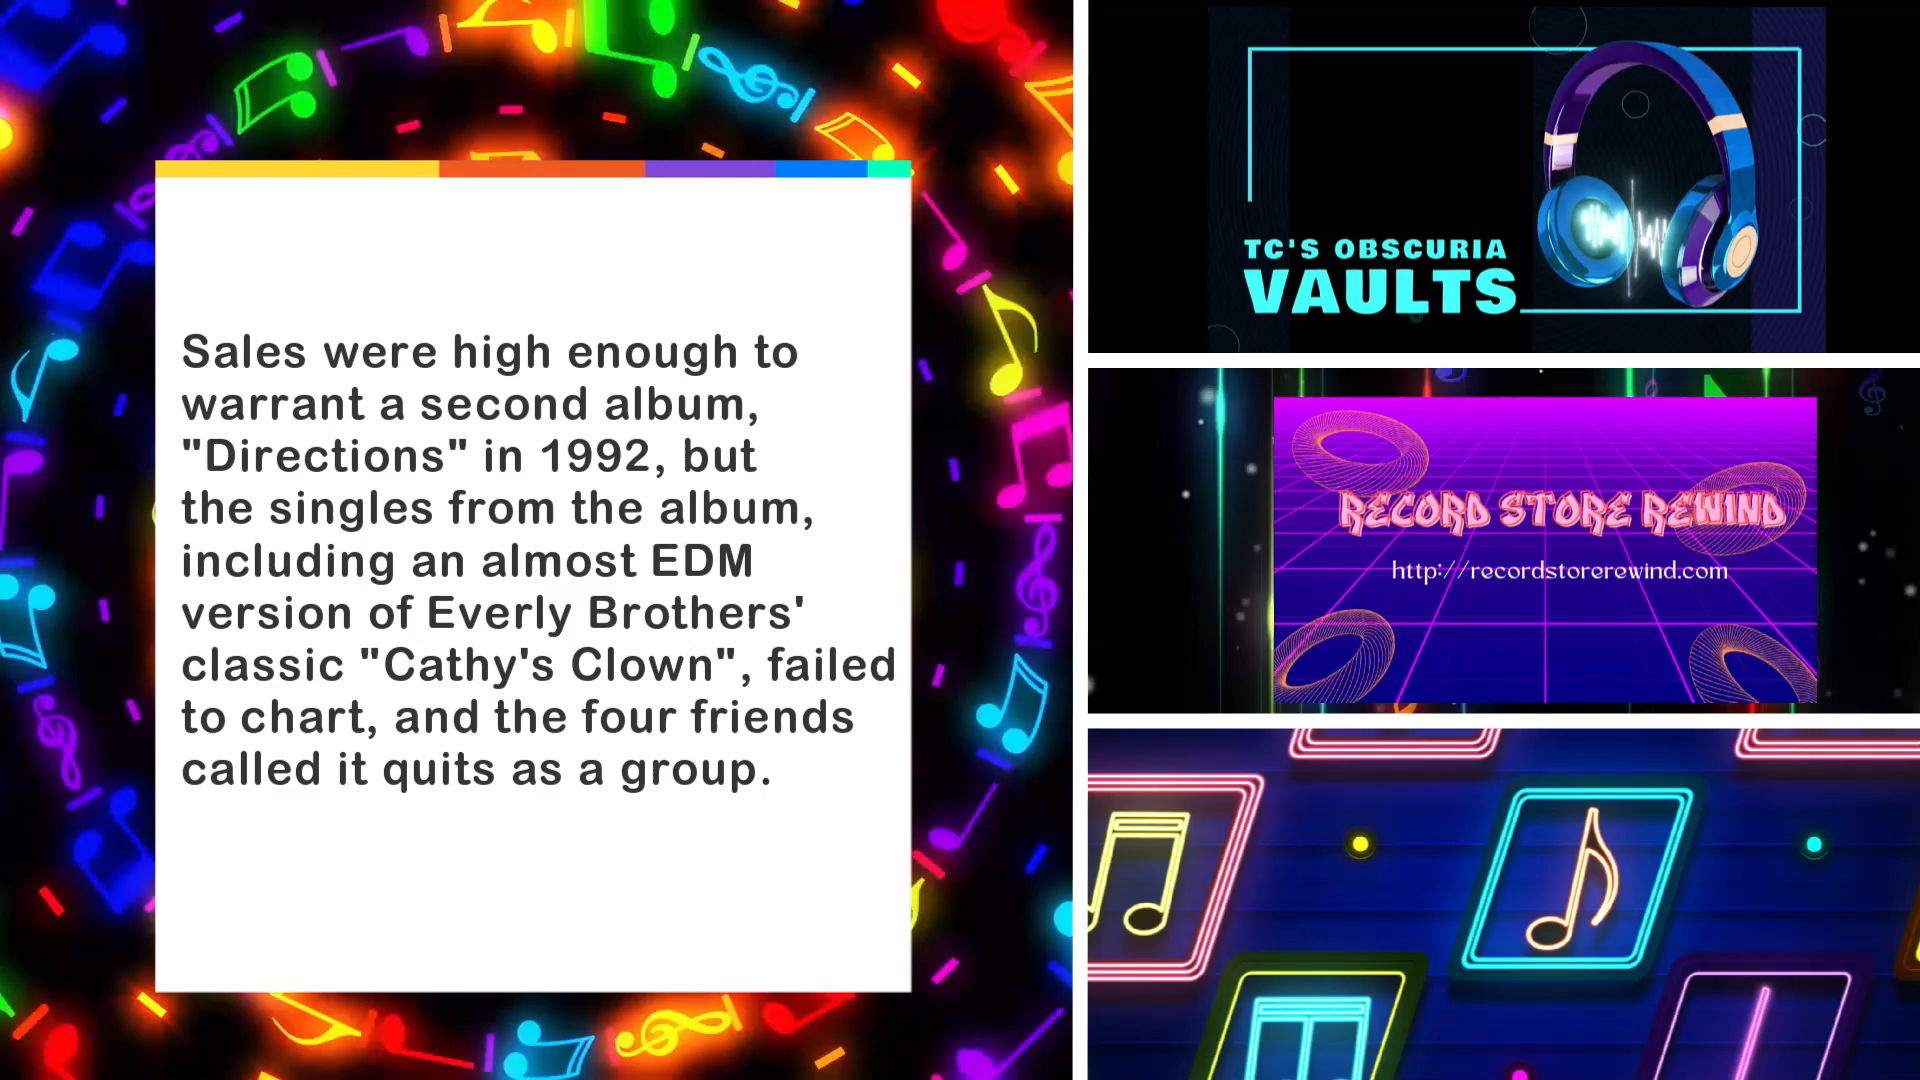 Sales were high enough to
warrant a second album,
"Directions" in 1992, but
the singles from the album,
including an almost EDM
version of Everly Brothers'
classic "Cathy's Clown", failed
to chart, and the four friends
called it quits as a group.
TC'S OBSCURIA
VAULTS
RECORD STORE REWIND
http://recordstorerewind.com